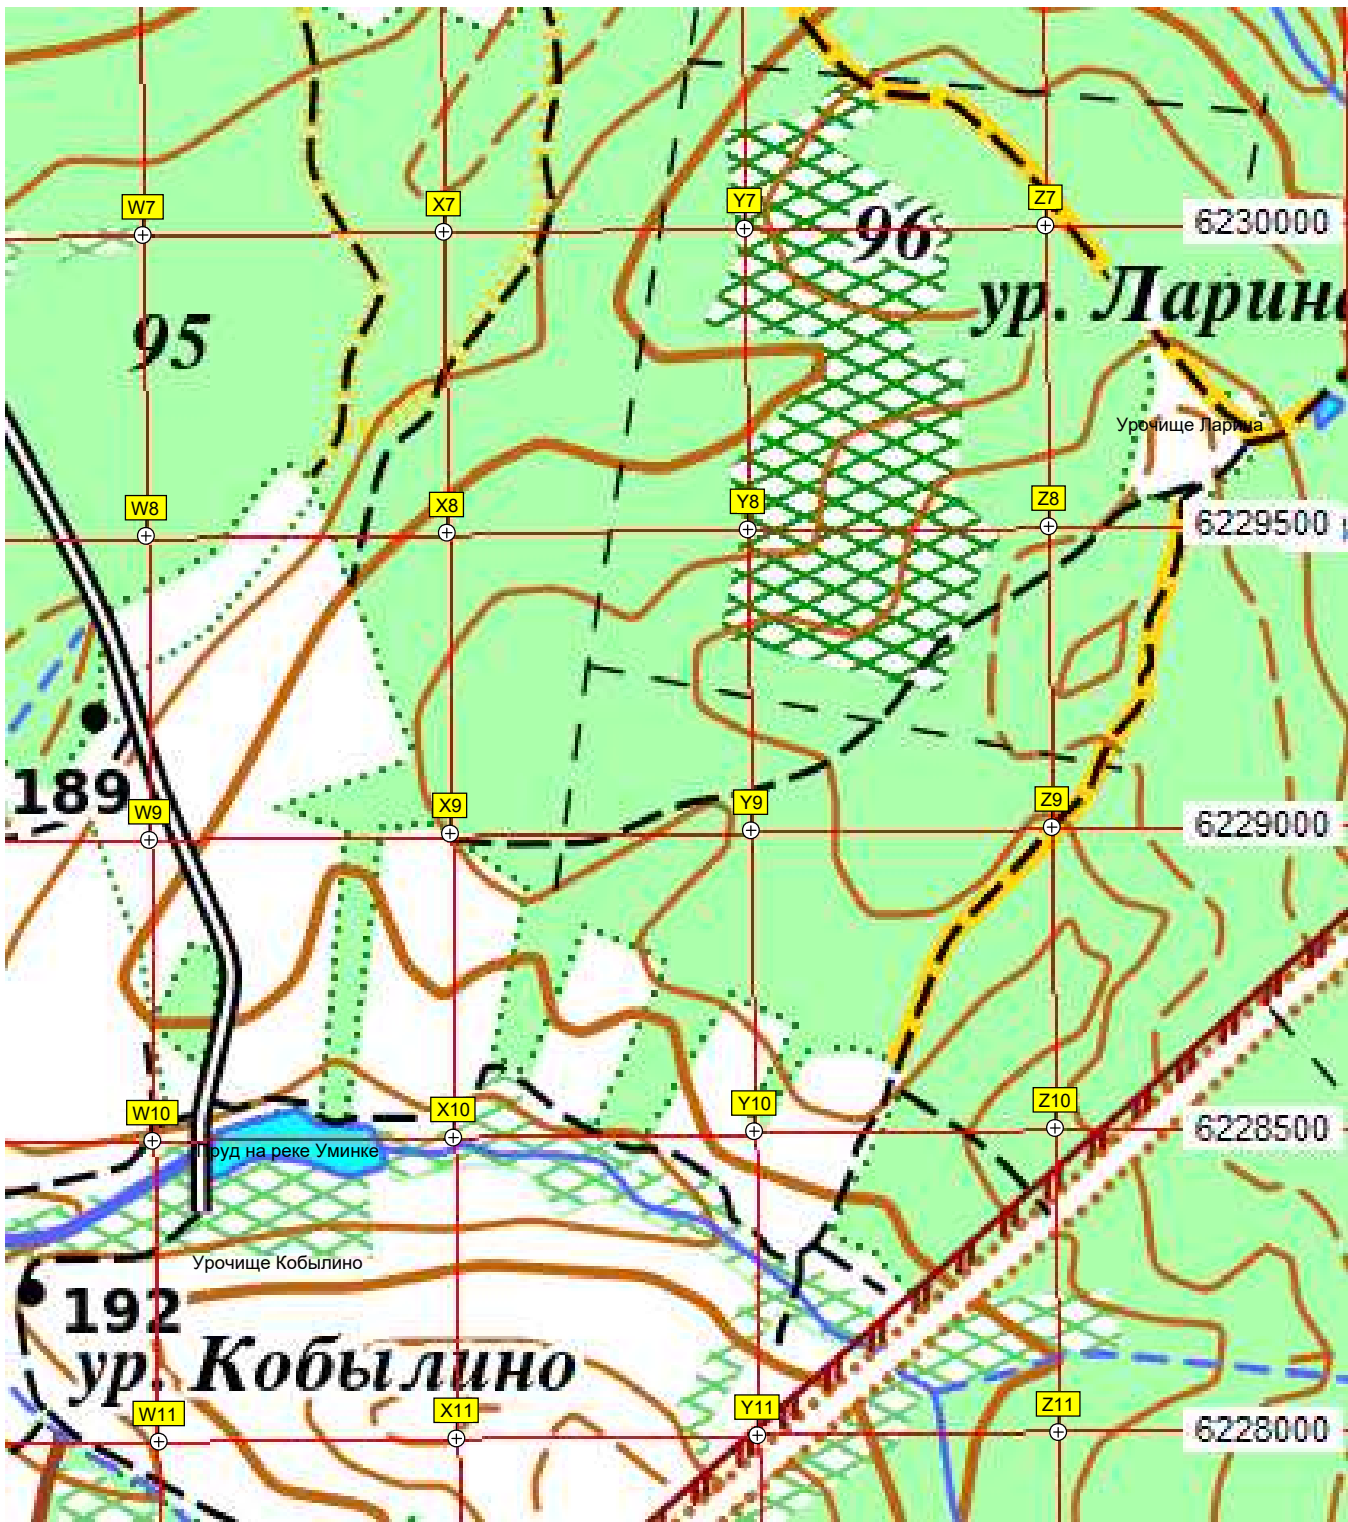 W7
X7
Y7
Z7
96
6230000
ур. Ларин
95
Урочище Ларина
W8
X8
Y8
Z8
6229500
189
W9
X9
Y9
Z9
6229000
W10
X10
Y10
Z10
6228500
Пруд на реке Уминке
Урочище Кобылино
192
ур. Кобылино
W11
X11
Y11
Z11
6228000